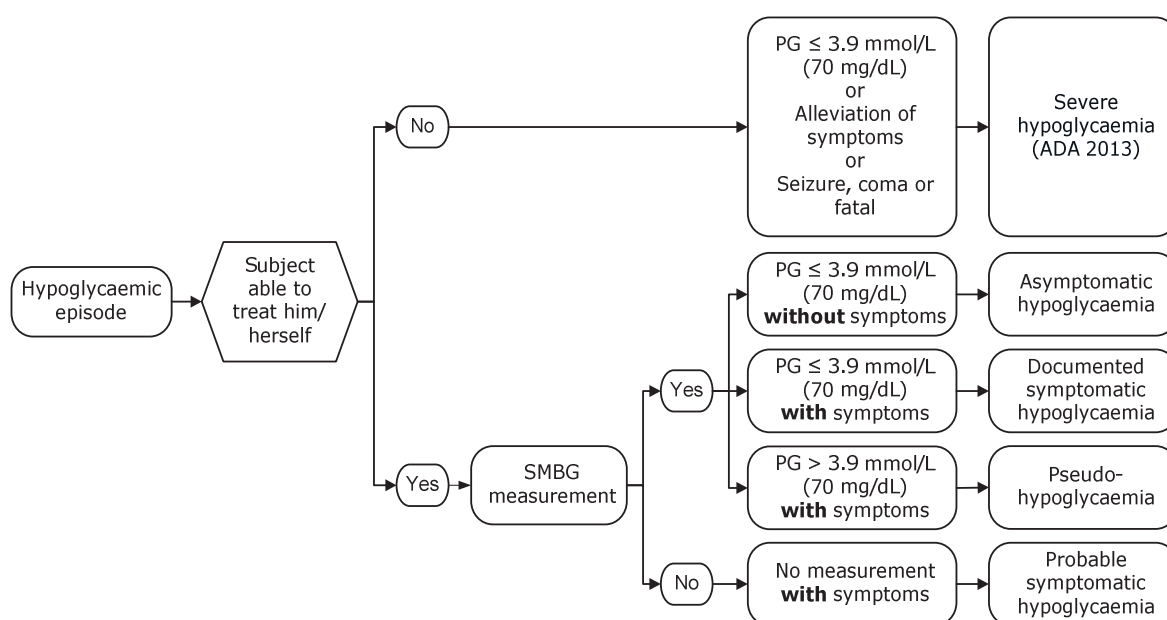 Hypoglycaemic
episode
Subject
able to
treat him/
herself
No
PG ≤ 3.9 mmol/L
(70 mg/dL)
or
Alleviation of
symptoms
or
Seizure, coma or
fatal
Severe
hypoglycaemia
(ADA 2013)
Yes
SMBG
measurement
Yes
PG ≤ 3.9 mmol/L
(70 mg/dL)
without symptoms
Asymptomatic
hypoglycaemia
PG ≤ 3.9 mmol/L
(70 mg/dL)
with symptoms
Documented
symptomatic
hypoglycaemia
PG > 3.9 mmol/L
(70 mg/dL)
with symptoms
Pseudo-
hypoglycaemia
No
No measurement
with symptoms
Probable
symptomatic
hypoglycaemia